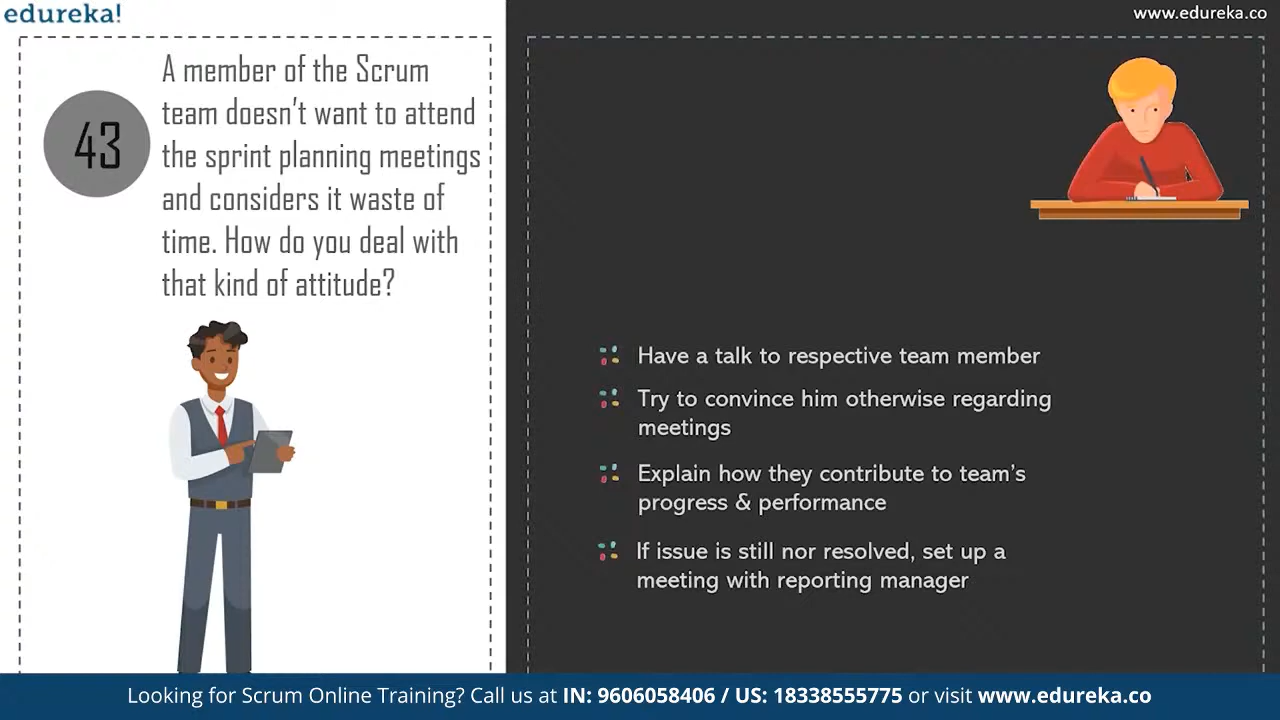 edureka!
www.edureka.co
43
A member of the Scrum
team doesn't want to attend
the sprint planning meetings
and considers it waste of
time. How do you deal with
that kind of attitude?
Have a talk to respective team member
Try to convince him otherwise regarding
meetings
Explain how they contribute to team's
progress & performance
If issue is still nor resolved, set up a
meeting with reporting manager
Looking for Scrum Online Training? Call us at IN: 9606058406 / US: 18338555775 or visit www.edureka.co